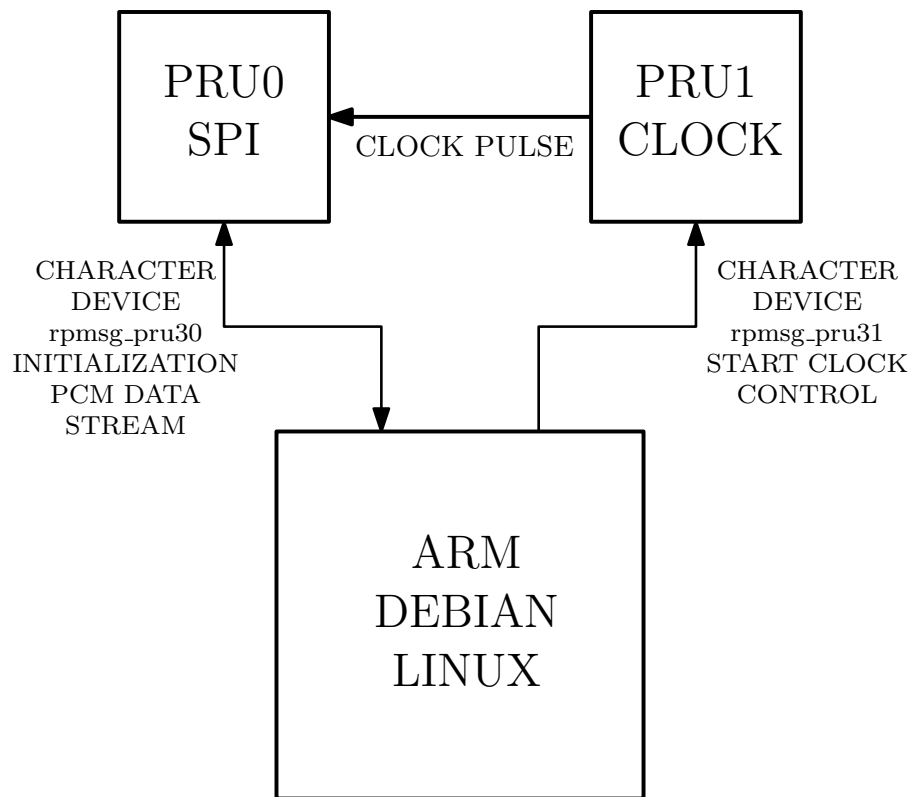 PRU0
SPI
PRU1
CLOCK
CLOCK PULSE
CHARACTER
DEVICE
rpmsg_pru30
INITIALIZATION
PCM DATA
STREAM
CHARACTER
DEVICE
rpmsg_pru31
START CLOCK
CONTROL
ARM
DEBIAN
LINUX